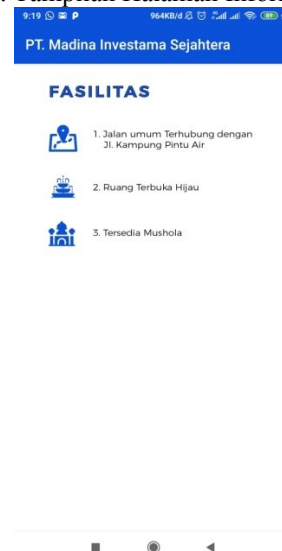 9:19 964KB/d
PT. Madina Investama Sejahtera
FASILITAS
1. Jalan umum Terhubung dengan
Jl. Kampung Pintu Air
2. Ruang Terbuka Hijau
3. Tersedia Mushola